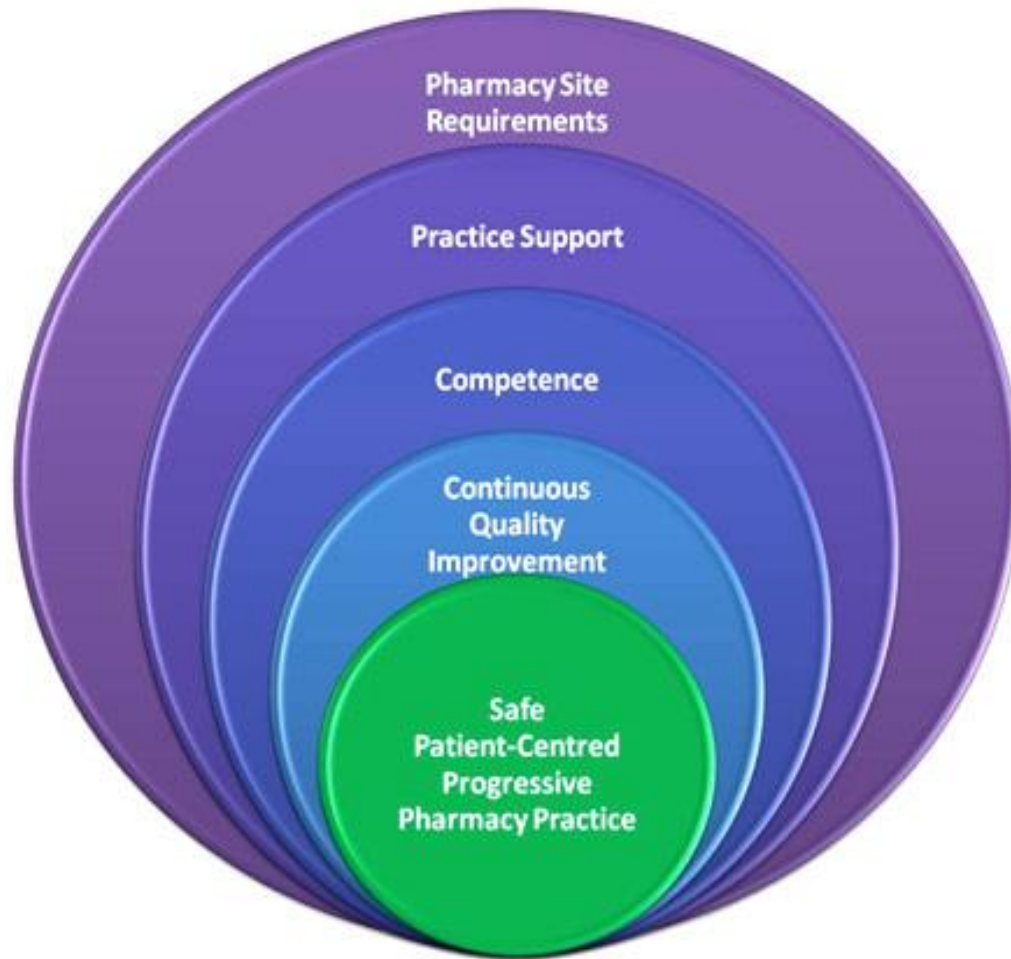 Pharmacy Site
Requirements
Practice Support
Competence
Continuous
Quality
Improvement
Safe
Patient-Centred
Progressive
Pharmacy Practice